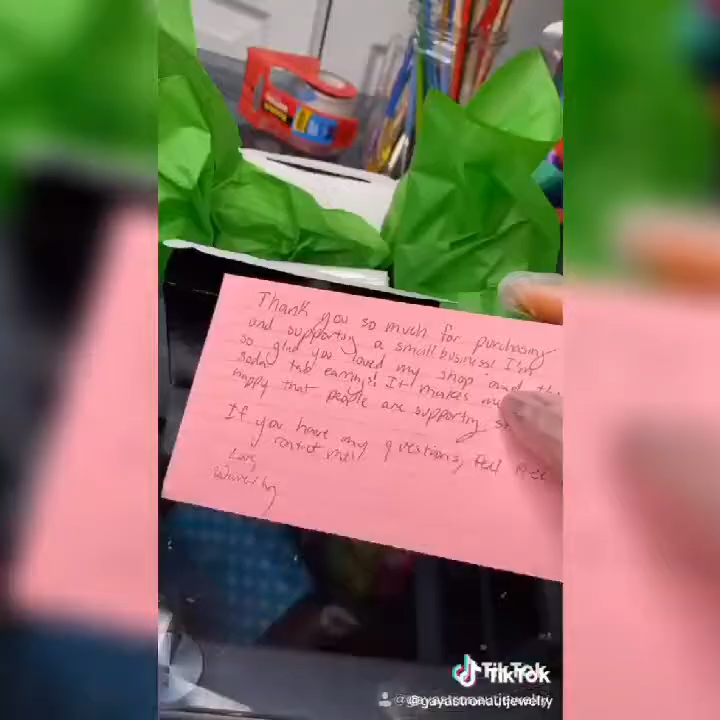 Thank you so much for purchasing
and supporting a small business! I'm
so glad you loved my shop and the
soda tab earrings! It makes me
happy that people are supporting
If you have any questions, feel free
contact me!
Love,
TikTok
@gayastronautjewelry